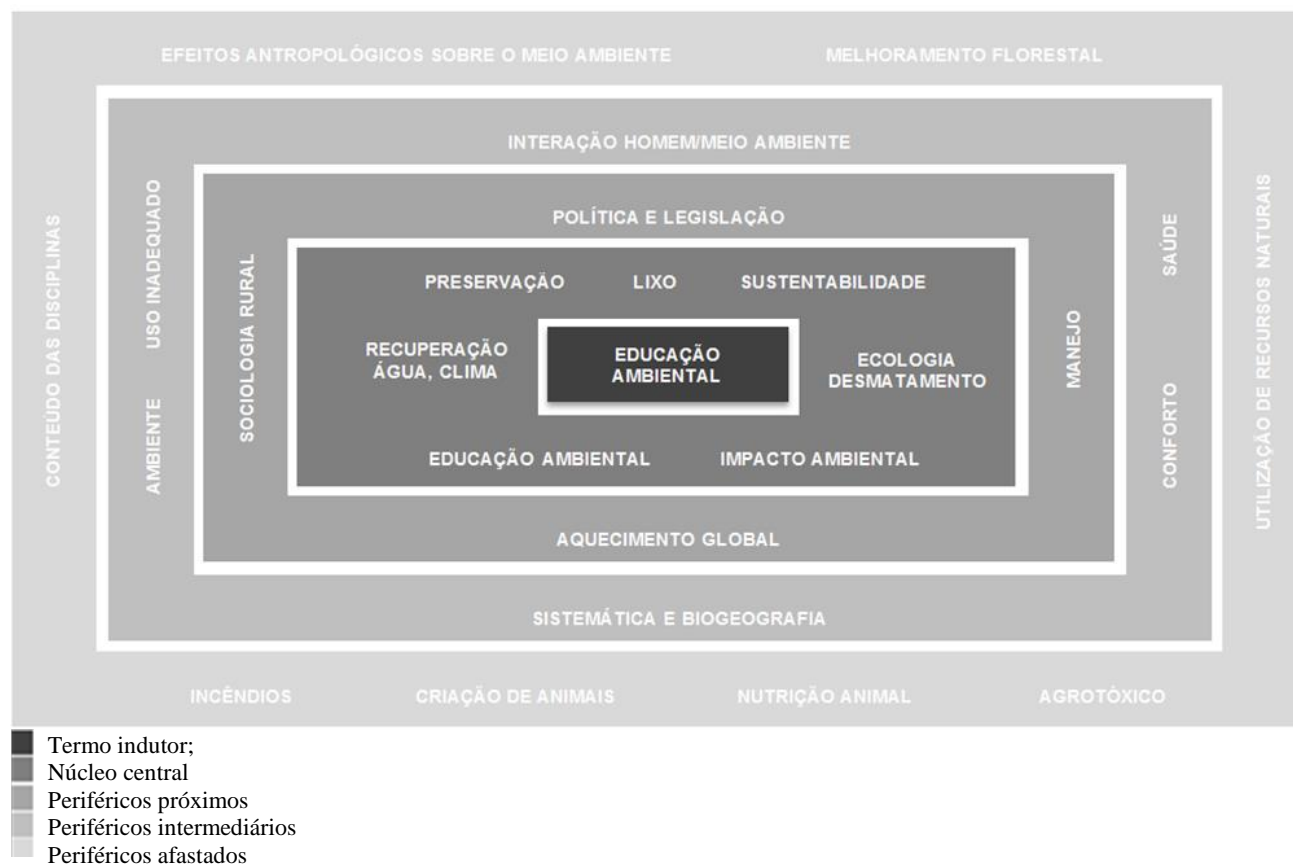 EFEITOS ANTROPOLÓGICOS SOBRE O MEIO AMBIENTE
MELHORAMENTO FLORESTAL
CONTEÚDO DAS DISCIPLINAS
UTILIZAÇÃO DE RECURSOS NATURAIS
INTERAÇÃO HOMEM/MEIO AMBIENTE
USO INADEQUADO
AMBIENTE
SAÚDE
CONFORTO
POLÍTICA E LEGISLAÇÃO
SOCIOLOGIA RURAL
MANEJO
PRESERVAÇÃO
LIXO
SUSTENTABILIDADE
RECUPERAÇÃO
ÁGUA, CLIMA
EDUCAÇÃO
AMBIENTAL
ECOLOGIA
DESMATAMENTO
EDUCAÇÃO AMBIENTAL
IMPACTO AMBIENTAL
AQUECIMENTO GLOBAL
SISTEMÁTICA E BIOGEOGRAFIA
INCÊNDIOS
CRIAÇÃO DE ANIMAIS
NUTRIÇÃO ANIMAL
AGROTÓXICO
Termo indutor;
Núcleo central
Periféricos próximos
Periféricos intermediários
Periféricos afastados